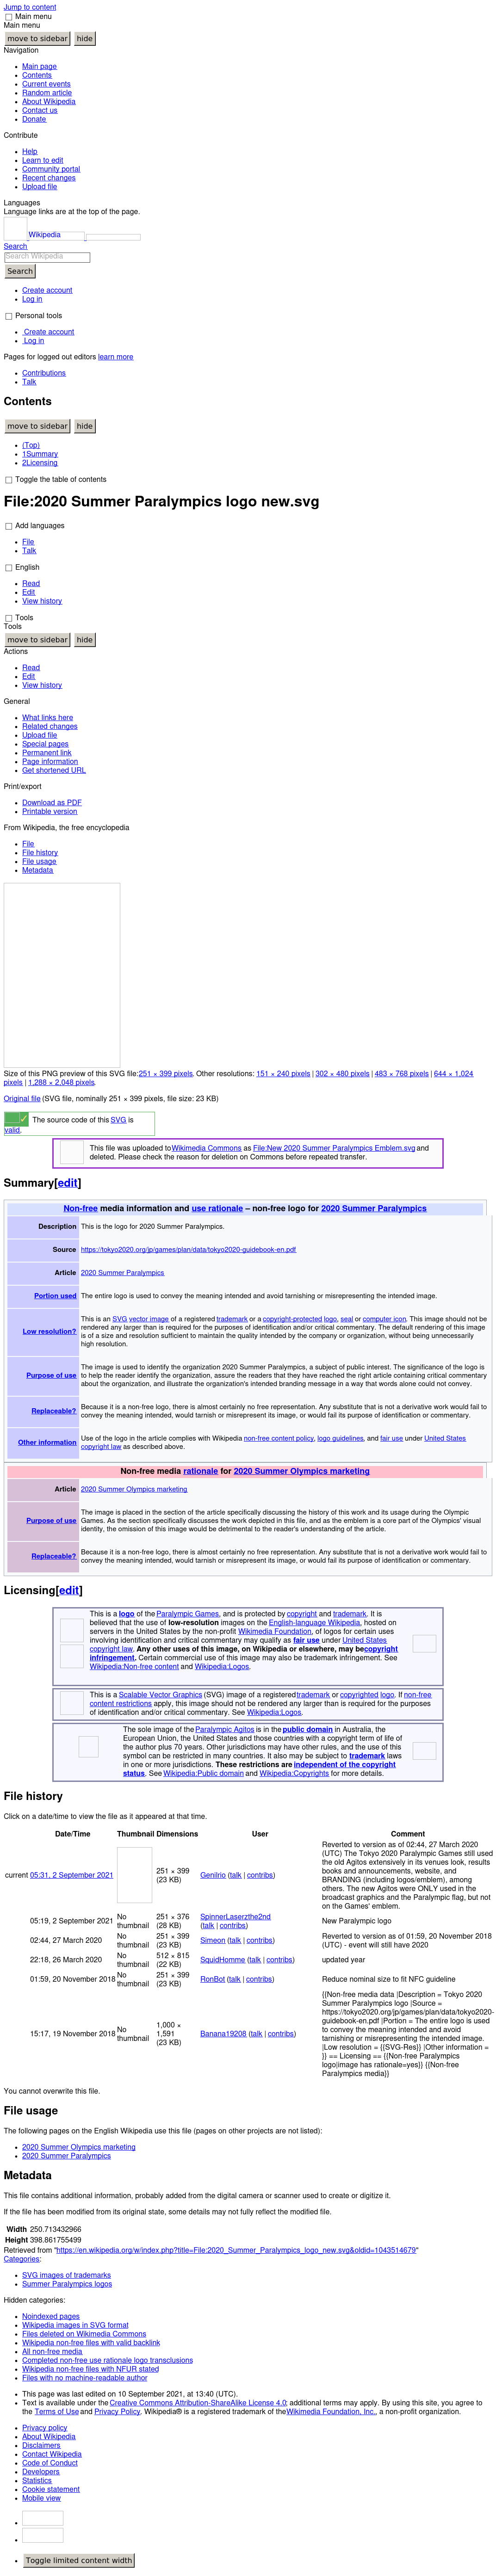 Jump to content
Main menu
Main menu
move to sidebar hide
Navigation
Main page
Contents
Current events
Random article
About Wikipedia
Contact us
Donate
Contribute
Help
Learn to edit
Community portal
Recent changes
Upload file
Languages
Language links are at the top of the page.
Wikipedia
Search
Search Wikipedia
Search
Create account
Log in
Personal tools
Create account
Log in
Pages for logged out editors learn more
Contributions
Talk
Contents
move to sidebar hide
(Top)
1Summary
2Licensing
Toggle the table of contents
File:2020 Summer Paralympics logo new.svg
Add languages
File
Talk
English
Read
Edit
View history
Tools
Tools
move to sidebar hide
Actions
Read
Edit
View history
General
What links here
Related changes
Upload file
Special pages
Permanent link
Page information
Get shortened URL
Print/export
Download as PDF
Printable version
From Wikipedia, the free encyclopedia
File
File history
File usage
Metadata
Size of this PNG preview of this SVG file:251 × 399 pixels. Other resolutions: 151 × 240 pixels | 302 × 480 pixels | 483 × 768 pixels | 644 × 1,024
pixels | 1,288 × 2,048 pixels.
Original file (SVG file, nominally 251 × 399 pixels, file size: 23 KB)
The source code of this SVG is
valid.
This file was uploaded to Wikimedia Commons as File:New 2020 Summer Paralympics Emblem.svg and
deleted. Please check the reason for deletion on Commons before repeated transfer.
Summary[edit]
Non-free media information and use rationale – non-free logo for 2020 Summer Paralympics
Description This is the logo for 2020 Summer Paralympics.
Source https://tokyo2020.org/jp/games/plan/data/tokyo2020-guidebook-en.pdf
Article 2020 Summer Paralympics
Portion used The entire logo is used to convey the meaning intended and avoid tarnishing or misrepresenting the intended image.
Low resolution? This is an SVG vector image of a registered trademark or a copyright-protected logo, seal or computer icon. This image should not be
rendered any larger than is required for the purpose of identification and/or critical commentary. The default rendering of this image
is of a size and resolution sufficient to maintain the quality intended by the company or organization, without being unnecessarily
high resolution.
Purpose of use The image is used to identify the organization 2020 Summer Paralympics, a subject of public interest. The significance of the logo is
to help the reader identify the organization, assure the readers that they have reached the right article containing critical commentary
about the organization, and illustrate the organization's intended branding message in a way that words alone could not convey.
Replaceable? Because it is a non-free logo, there is almost certainly no free representation. Any substitute that is not a derivative work would fail to
convey the meaning intended, would tarnish or misrepresent its image, or would fail its purpose of identification or commentary.
Other information Use of the logo in the article complies with Wikipedia non-free content policy, logo guidelines, and fair use under United States
copyright law as described above.
Non-free media rationale for 2020 Summer Olympics marketing
Article 2020 Summer Olympics marketing
Purpose of use The image is placed in the section of the article specifically discussing the history of this work and its usage during the Olympic
Games. As the section specifically discusses the work depicted in this file, and as the emblem is a core part of the Olympics' visual
identity, the inclusion of this image would be detrimental to the reader's understanding of the article.
Replaceable? Because it is a non-free logo, there is almost certainly no free representation. Any substitute that is not a derivative work would fail to
convey the meaning intended, would tarnish or misrepresent its image, or would fail its purpose of identification or commentary.
Licensing[edit]
This is a logo of the Paralympic Games, and is protected by copyright and trademark. It is
believed that the use of low-resolution images on the English-language Wikipedia, hosted on
servers in the United States by the non-profit Wikimedia Foundation, of logos for certain uses
involving identification and critical commentary may qualify as fair use under United States
copyright law. Any other uses of this image, on Wikipedia or elsewhere, may be copyright
infringement. Certain commercial use of this image may also be trademark infringement. See
Wikipedia:Non-free content and Wikipedia:Logos.
This is a Scalable Vector Graphics (SVG) image of a registered trademark or copyrighted logo. If non-free
content restrictions apply, this image should not be rendered any larger than is required for the purposes
of identification and/or critical commentary. See Wikipedia:Logos.
The sole image of the Paralympic Agitos is in the public domain in Australia, the
European Union, the United States and those countries with a copyright term of life of
the author plus 70 years. Other jurisdictions may have other rules, and the use of this
symbol can be restricted in many countries. It also may be subject to trademark laws
in one or more jurisdictions. These restrictions are independent of the copyright
status. See Wikipedia:Public domain and Wikipedia:Copyrights for more details.
File history
Click on a date/time to view the file as it appeared at that time.
Date/Time Thumbnail Dimensions User Comment
current 05:31, 2 September 2021 251 × 399 (23 KB) Genilrio (talk | contribs) Reverted to version as of 02:44, 27 March 2020
(UTC) The Tokyo 2020 Paralympic Games still used
the old Agitos extensively in its venues look, results
books and documents, website, and
BRANDING (including logos/emblem), among
others. The new Agitos were ONLY used in the
broadcast graphics and the Paralympic flag, but not
on the Games' emblem.
05:19, 2 September 2021 No thumbnail 251 × 376 (28 KB) SpinnerLaserzthe2nd (talk | contribs) New Paralympic logo
02:44, 27 March 2020 No thumbnail 251 × 399 (23 KB) Simeon (talk | contribs) Reverted to version as of 01:59, 20 November 2018
(UTC) - event will still have 2020
22:18, 26 March 2020 No thumbnail 512 × 815 (22 KB) SquidHomme (talk | contribs) updated year
01:59, 20 November 2018 No thumbnail 251 × 399 (23 KB) RonBot (talk | contribs) Reduce nominal size to fit NFC guideline
15:17, 19 November 2018 No thumbnail 1,000 × 1,591 (23 KB) Banana19208 (talk | contribs) {{Non-free media data |Description = Tokyo 2020
Summer Paralympics logo |Source =
https://tokyo2020.org/jp/games/plan/data/tokyo2020-
guidebook-en.pdf |Portion = The entire logo is used
to convey the meaning intended and avoid
tarnishing or misrepresenting the intended image.
|Low resolution = {{SVG-Res}} |Other information =
}} == Licensing == {{Non-free Paralympics
logo|image has rationale=yes}} {{Non-free
Paralympics media}}
You cannot overwrite this file.
File usage
The following pages on the English Wikipedia use this file (pages on other projects are not listed):
2020 Summer Olympics marketing
2020 Summer Paralympics
Metadata
This file contains additional information, probably added from the digital camera or scanner used to create or digitize it.
If the file has been modified from its original state, some details may not fully reflect the modified file.
Width 250.713432966
Height 398.861755499
Retrieved from "https://en.wikipedia.org/w/index.php?title=File:2020_Summer_Paralympics_logo_new.svg&oldid=1043514679"
Categories:
SVG images of trademarks
Summer Paralympics logos
Hidden categories:
Noindexed pages
Wikipedia images in SVG format
Files deleted on Wikimedia Commons
Wikipedia non-free files with valid backlink
All non-free media
Completed non-free use rationale logo transclusions
Wikipedia non-free files with NFUR stated
Files with no machine-readable author
This page was last edited on 10 September 2021, at 13:40 (UTC).
Text is available under the Creative Commons Attribution-ShareAlike License 4.0; additional terms may apply. By using this site, you agree to
the Terms of Use and Privacy Policy. Wikipedia® is a registered trademark of the Wikimedia Foundation, Inc., a non-profit organization.
Privacy policy
About Wikipedia
Disclaimers
Contact Wikipedia
Code of Conduct
Developers
Statistics
Cookie statement
Mobile view
Toggle limited content width